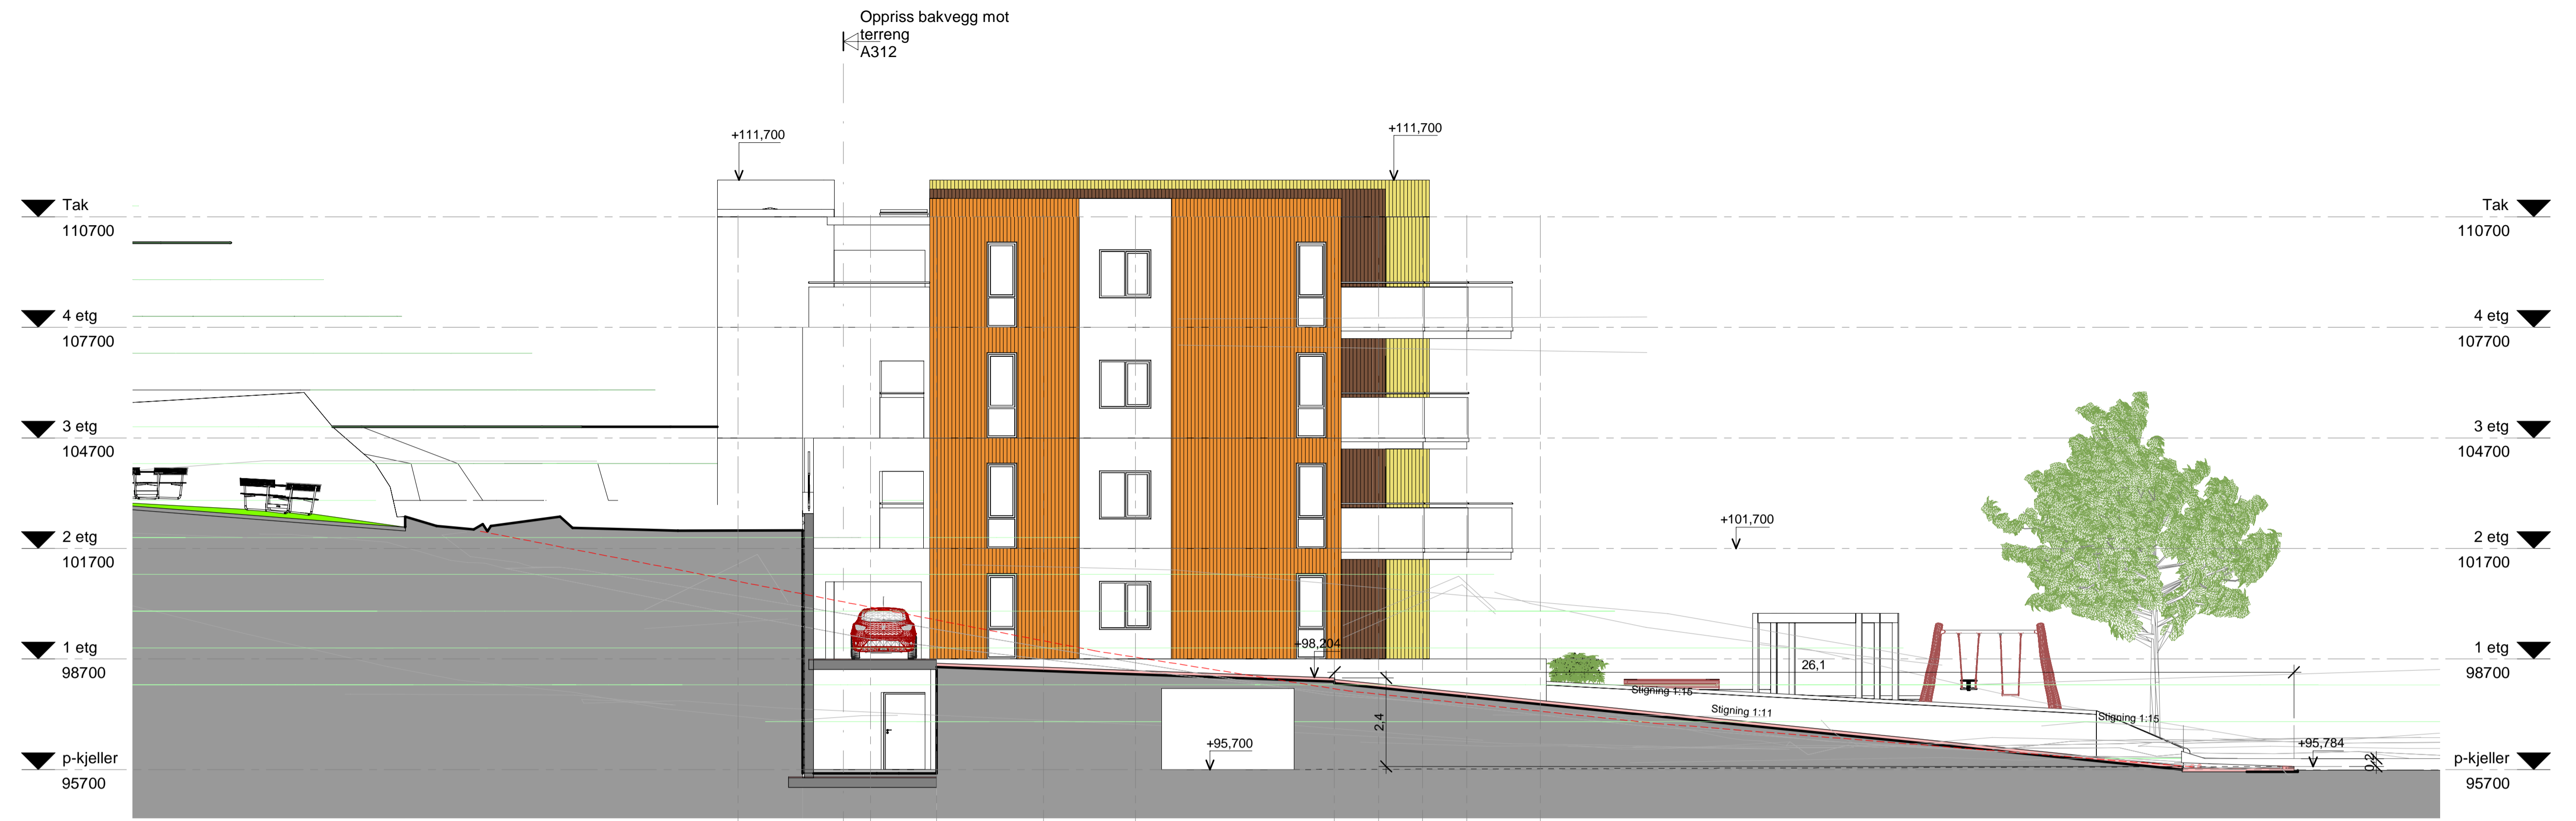 Oppriss bakvegg mot
terreng
A312
+111,700
+111,700
Tak
110700
Tak
110700
4 etg
107700
4 etg
107700
3 etg
104700
3 etg
104700
+101,700
2 etg
101700
2 etg
101700
+98,204
1 etg
98700
26,1
1 etg
98700
Stigning 1:15
Stigning 1:11
Stigning 1:15
2,4
+95,700
+95,784
0,2
p-kjeller
95700
p-kjeller
95700